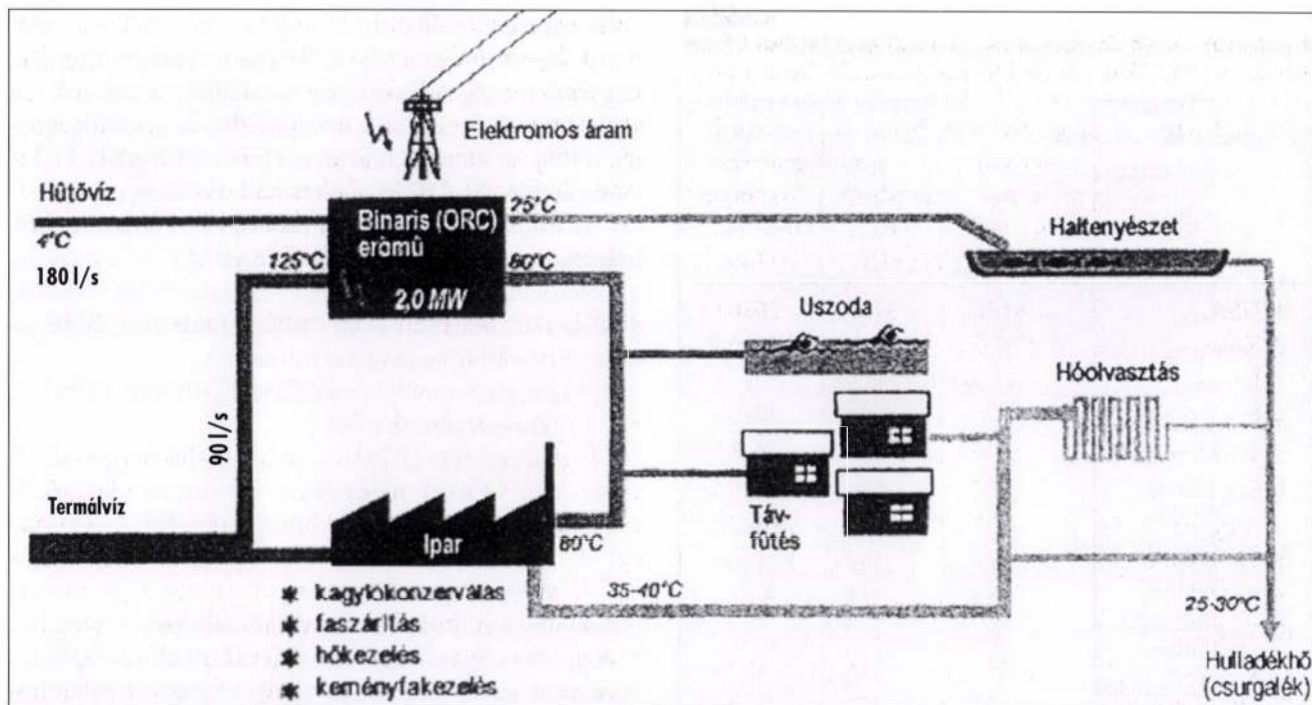 Elektromos áram
Hűtővíz
4°C
180 l/s
Binaris (ORC)
erőmű
2.0 MW
25°C
125°C
80°C
Haltenyészet
Uszoda
Hóolvasztás
90 l/s
Termálvíz
Ipar
80°C
Táv-
fűtés
35-40°C
25-30°C
* kagylókonzerválás
* faszárítás
* hőkezelés
* keményfakezelés
Hulladékhő
(csurgalék)